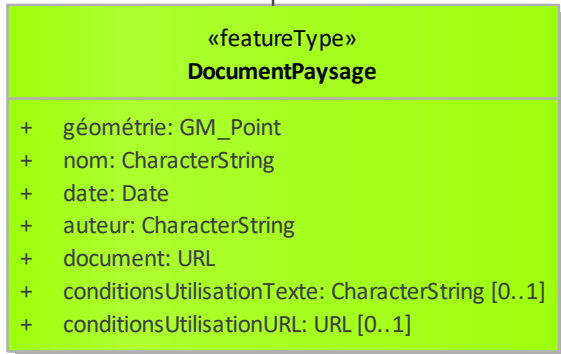 «featureType»
DocumentPaysage
+ géométrie: GM_Point
+ nom: CharacterString
+ date: Date
+ auteur: CharacterString
+ document: URL
+ conditionsUtilisationTexte: CharacterString [0..1]
+ conditionsUtilisationURL: URL [0..1]